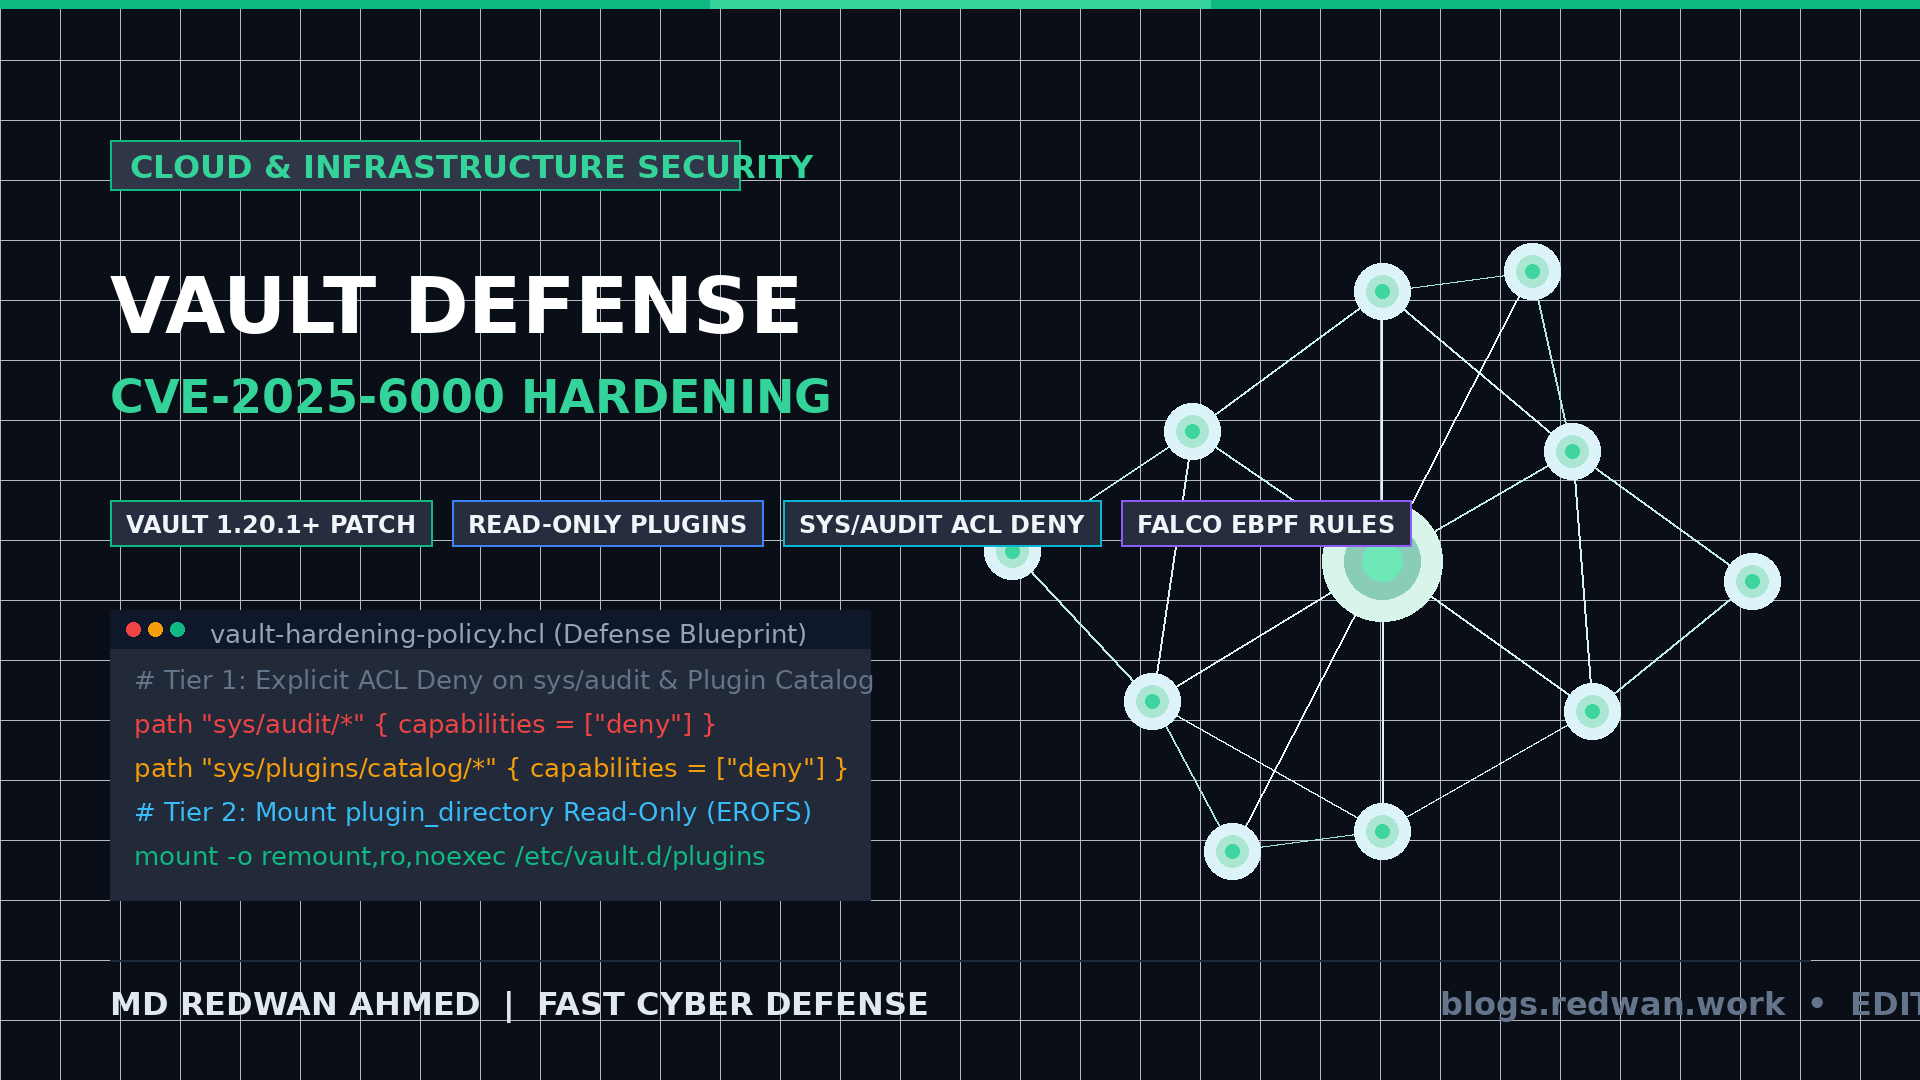 CLOUD & INFRASTRUCTURE SECURITY
VAULT DEFENSE
CVE-2025-6000 HARDENING
VAULT 1.20.1+ PATCH
READ-ONLY PLUGINS
SYS/AUDIT ACL DENY
FALCO EBPF RULES
vault-hardening-policy.hcl (Defense Blueprint)
# Tier 1: Explicit ACL Deny on sys/audit & Plugin Catalog
path "sys/audit/*" { capabilities = ["deny"] }
path "sys/plugins/catalog/*" { capabilities = ["deny"] }
# Tier 2: Mount plugin_directory Read-Only (EROFS)
mount -o remount,ro,noexec /etc/vault.d/plugins
MD REDWAN AHMED | FAST CYBER DEFENSE
blogs.redwan.work •